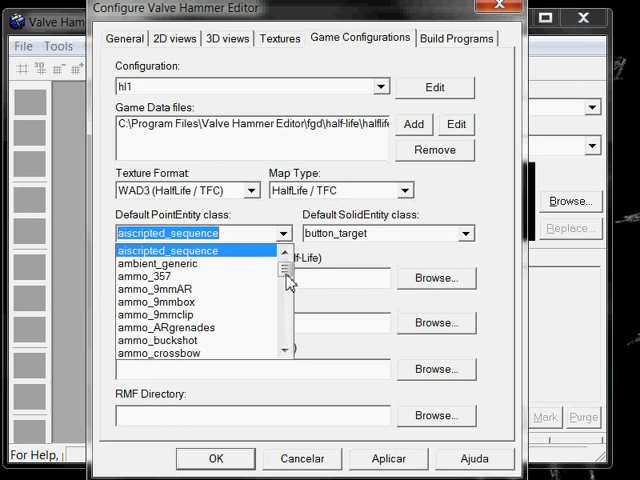 Valve Ham
Configure Valve Hammer Editor
File Tools
General
2D views
3D views
Textures
Game Configurations
Build Programs
Configuration:
hl1
Edit
Game Data files:
C:\Program Files\Valve Hammer Editor\fgd\half-life\halflife
Add
Edit
Remove
Texture Format:
Map Type:
WAD3 (HalfLife / TFC)
HalfLife / TFC
Default PointEntity class:
Default SolidEntity class:
aiscripted_sequence
button_target
aiscripted_sequence
ambient_generic
ammo_357
ammo_9mmAR
ammo_9mmbox
ammo_9mmclip
ammo_ARgrenades
ammo_buckshot
ammo_crossbow
lf-Life)
Browse...
Browse...
Browse...
RMF Directory:
Browse...
Browse...
Replace...
Mark
Purge
OK
Cancelar
Aplicar
Ajuda
For Help,